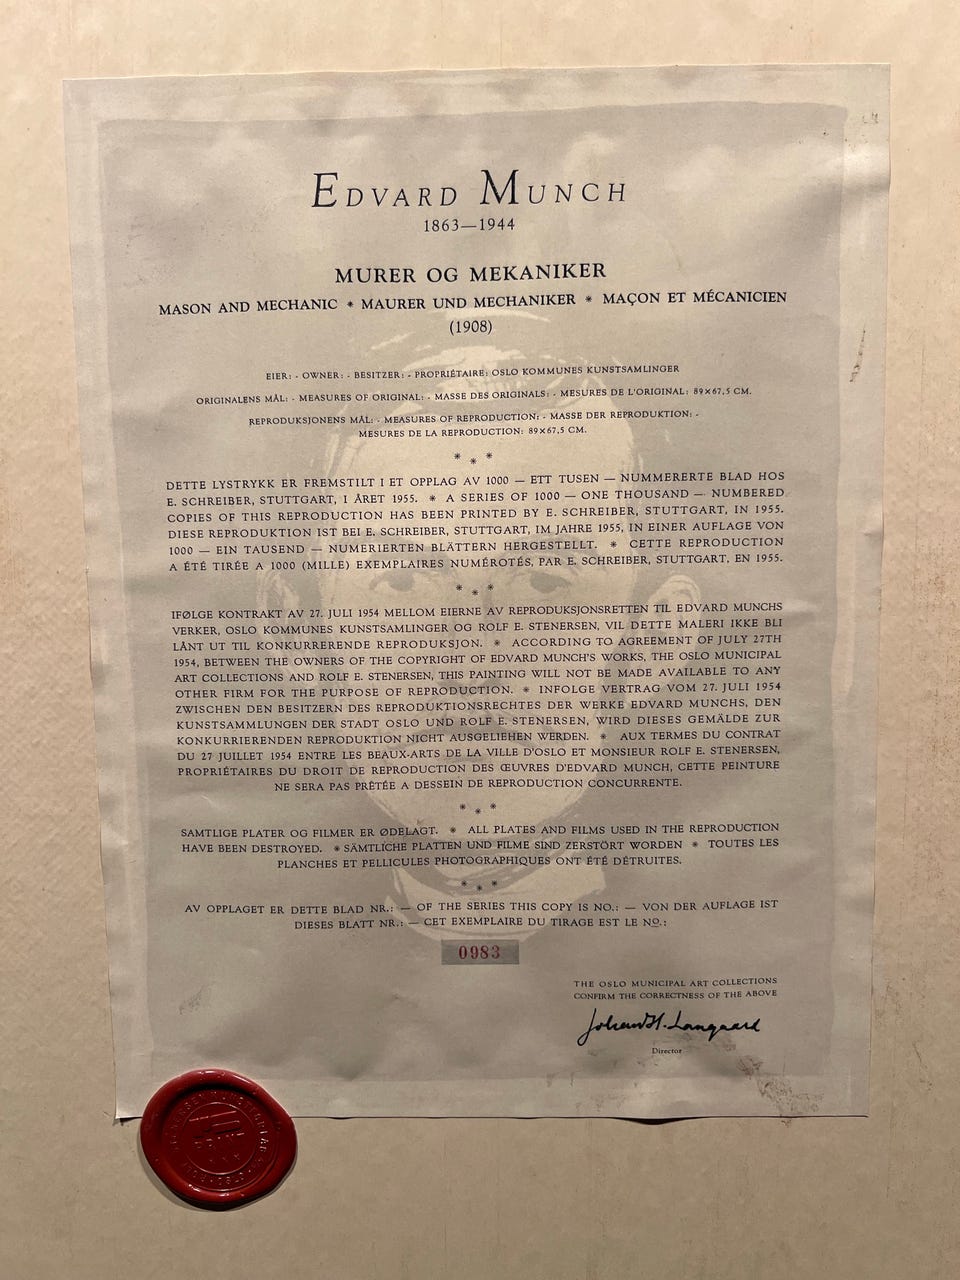 EDVARD MUNCH
1863—1944
MURER OG MEKANIKER
MASON AND MECHANIC * MAURER UND MECHANIKER * MAÇON ET MÉCANICIEN
(1908)
EIER: - OWNER: - BESITZER: - PROPRIÉTAIRE: OSLO KOMMUNES KUNSTSAMLINGER
ORIGINALENS MÅL: - MEASURES OF ORIGINAL: - MASSE DES ORIGINALS: - MESURES DE L'ORIGINAL: 89×67,5 CM.
REPRODUKSJONENS MÅL: - MEASURES OF REPRODUCTION: - MASSE DER REPRODUKTION: -
MESURES DE LA REPRODUCTION: 89×67,5 CM.
* * *
DETTE LYSTRYKK ER FREMSTILT I ET OPPLAG AV 1000 — ETT TUSEN — NUMMERERTE BLAD HOS
E. SCHREIBER, STUTTGART, I ÅRET 1955. * A SERIES OF 1000 — ONE THOUSAND — NUMBERED
COPIES OF THIS REPRODUCTION HAS BEEN PRINTED BY E. SCHREIBER, STUTTGART, IN 1955.
DIESE REPRODUKTION IST BEI E. SCHREIBER, STUTTGART, IM JAHRE 1955, IN EINER AUFLAGE VON
1000 — EIN TAUSEND — NUMERIERTEN BLÄTTERN HERGESTELLT. * CETTE REPRODUCTION
A ÉTÉ TIRÉE A 1000 (MILLE) EXEMPLAIRES NUMÉROTÉS, PAR E. SCHREIBER, STUTTGART, EN 1955.
* * *
IFØLGE KONTRAKT AV 27. JULI 1954 MELLOM EIERNE AV REPRODUKSJONSRETTEN TIL EDVARD MUNCHS
VERKER, OSLO KOMMUNES KUNSTSAMLINGER OG ROLF E. STENERSEN, VIL DETTE MALERI IKKE BLI
LÅNT UT TIL KONKURRERENDE REPRODUKSJON. * ACCORDING TO AGREEMENT OF JULY 27TH
1954, BETWEEN THE OWNERS OF THE COPYRIGHT OF EDVARD MUNCH'S WORKS, THE OSLO MUNICIPAL
ART COLLECTIONS AND ROLF E. STENERSEN, THIS PAINTING WILL NOT BE MADE AVAILABLE TO ANY
OTHER FIRM FOR THE PURPOSE OF REPRODUCTION. * INFOLGE VERTRAG VOM 27. JULI 1954
ZWISCHEN DEN BESITZERN DES REPRODUKTIONSRECHTES DER WERKE EDVARD MUNCHS, DEN
KUNSTSAMMLUNGEN DER STADT OSLO UND ROLF E. STENERSEN, WIRD DIESES GEMÄLDE ZUR
KONKURRIERENDEN REPRODUKTION NICHT AUSGELIEHEN WERDEN. * AUX TERMES DU CONTRAT
DU 27 JUILLET 1954 ENTRE LES BEAUX-ARTS DE LA VILLE D'OSLO ET MONSIEUR ROLF E. STENERSEN,
PROPRIÉTAIRES DU DROIT DE REPRODUCTION DES ŒUVRES D'EDVARD MUNCH, CETTE PEINTURE
NE SERA PAS PRÊTÉE A DESSEIN DE REPRODUCTION CONCURRENTE.
* * *
SAMTLIGE PLATER OG FILMER ER ØDELAGT. * ALL PLATES AND FILMS USED IN THE REPRODUCTION
HAVE BEEN DESTROYED. * SÄMTLICHE PLATTEN UND FILME SIND ZERSTÖRT WORDEN * TOUTES LES
PLANCHES ET PELLICULES PHOTOGRAPHIQUES ONT ÉTÉ DÉTRUITES.
* * *
AV OPPLAGET ER DETTE BLAD NR.: — OF THE SERIES THIS COPY IS NO.: — VON DER AUFLAGE IST
DIESES BLATT NR.: — CET EXEMPLAIRE DU TIRAGE EST LE NO.:
0983
THE OSLO MUNICIPAL ART COLLECTIONS
CONFIRM THE CORRECTNESS OF THE ABOVE
Johan H. Langaard
Director